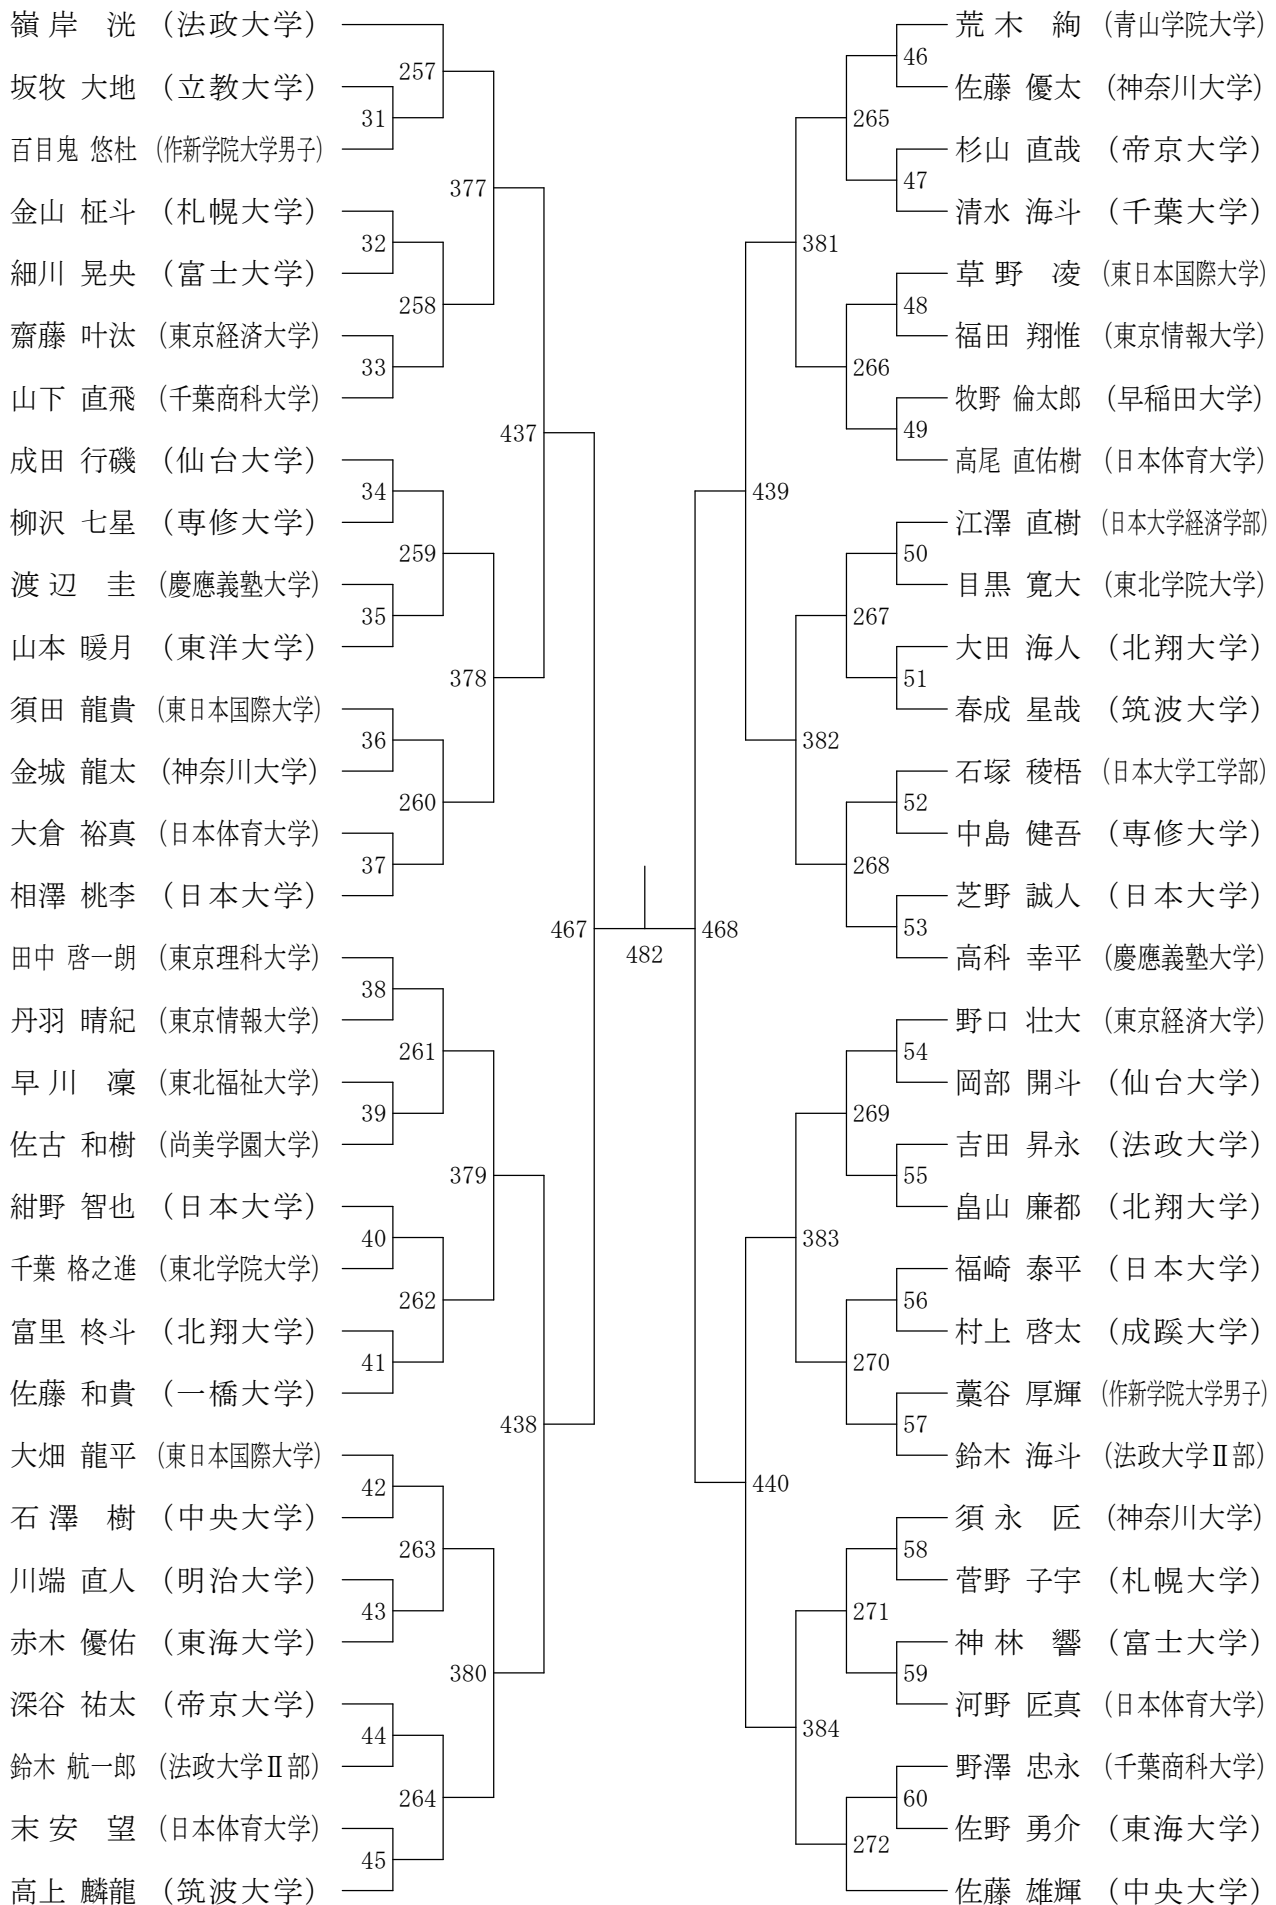 嶺岸 洸 (法政大学)
坂牧 大地 (立教大学)
百目鬼 悠杜 (作新学院大学男子)
金山 柾斗 (札幌大学)
細川 晃央 (富士大学)
齋藤 叶汰 (東京経済大学)
山下 直飛 (千葉商科大学)
成田 行磯 (仙台大学)
柳沢 七星 (専修大学)
渡辺 圭 (慶應義塾大学)
山本 暖月 (東洋大学)
須田 龍貴 (東日本国際大学)
金城 龍太 (神奈川大学)
大倉 裕真 (日本体育大学)
相澤 桃李 (日本大学)
田中 啓一朗 (東京理科大学)
丹羽 晴紀 (東京情報大学)
早川 凜 (東北福祉大学)
佐古 和樹 (尚美学園大学)
紺野 智也 (日本大学)
千葉 格之進 (東北学院大学)
富里 柊斗 (北翔大学)
佐藤 和貴 (一橋大学)
大畑 龍平 (東日本国際大学)
石澤 樹 (中央大学)
川端 直人 (明治大学)
赤木 優佑 (東海大学)
深谷 祐太 (帝京大学)
鈴木 航一郎 (法政大学Ⅱ部)
末安 望 (日本体育大学)
高上 麟龍 (筑波大学)
31
32
33
34
35
36
37
38
39
40
41
42
43
44
45
257
258
259
260
261
262
263
264
377
378
379
380
437
438
467
482
468
439
440
381
382
383
384
265
266
267
268
269
270
271
272
46
47
48
49
50
51
52
53
54
55
56
57
58
59
60
荒木 絢 (青山学院大学)
佐藤 優太 (神奈川大学)
杉山 直哉 (帝京大学)
清水 海斗 (千葉大学)
草野 凌 (東日本国際大学)
福田 翔惟 (東京情報大学)
牧野 倫太郎 (早稲田大学)
高尾 直佑樹 (日本体育大学)
江澤 直樹 (日本大学経済学部)
目黒 寛大 (東北学院大学)
大田 海人 (北翔大学)
春成 星哉 (筑波大学)
石塚 稜梧 (日本大学工学部)
中島 健吾 (専修大学)
芝野 誠人 (日本大学)
高科 幸平 (慶應義塾大学)
野口 壮大 (東京経済大学)
岡部 開斗 (仙台大学)
吉田 昇永 (法政大学)
畠山 廉都 (北翔大学)
福崎 泰平 (日本大学)
村上 啓太 (成蹊大学)
藁谷 厚輝 (作新学院大学男子)
鈴木 海斗 (法政大学Ⅱ部)
須永 匠 (神奈川大学)
菅野 子宇 (札幌大学)
神林 響 (富士大学)
河野 匠真 (日本体育大学)
野澤 忠永 (千葉商科大学)
佐野 勇介 (東海大学)
佐藤 雄輝 (中央大学)